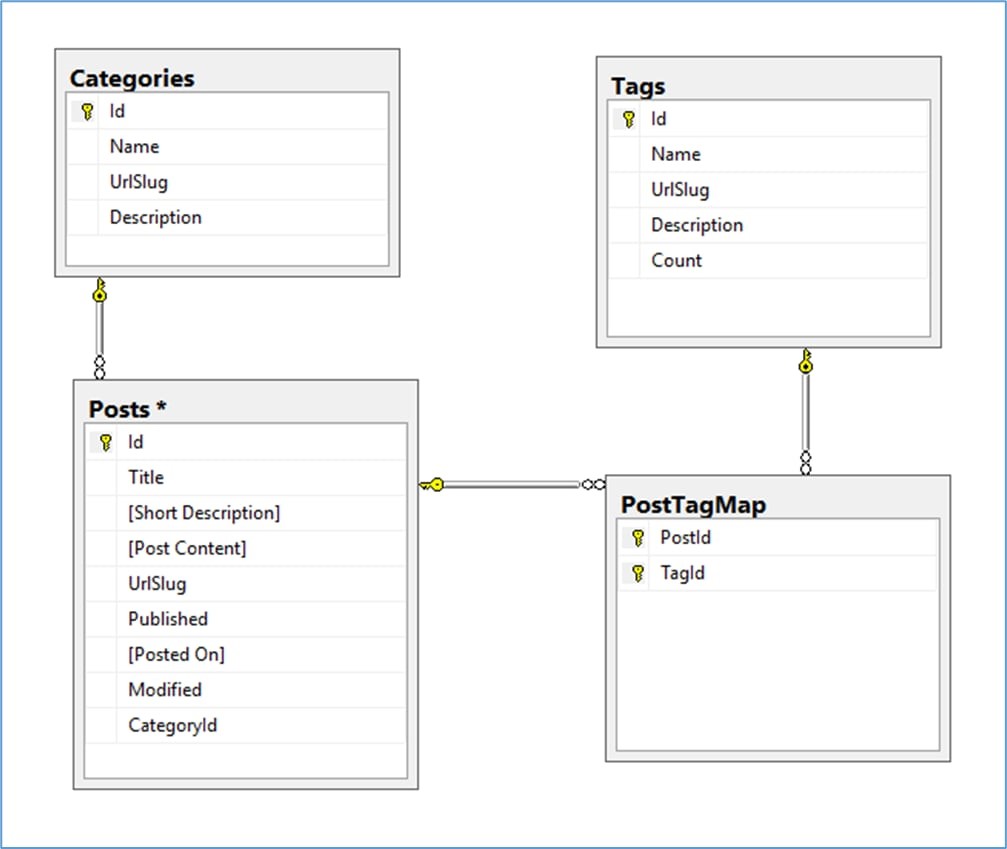 Categories
Id
Name
UrlSlug
Description
Tags
Id
Name
UrlSlug
Description
Count
Posts *
Id
Title
[Short Description]
[Post Content]
UrlSlug
Published
[Posted On]
Modified
CategoryId
PostTagMap
PostId
TagId